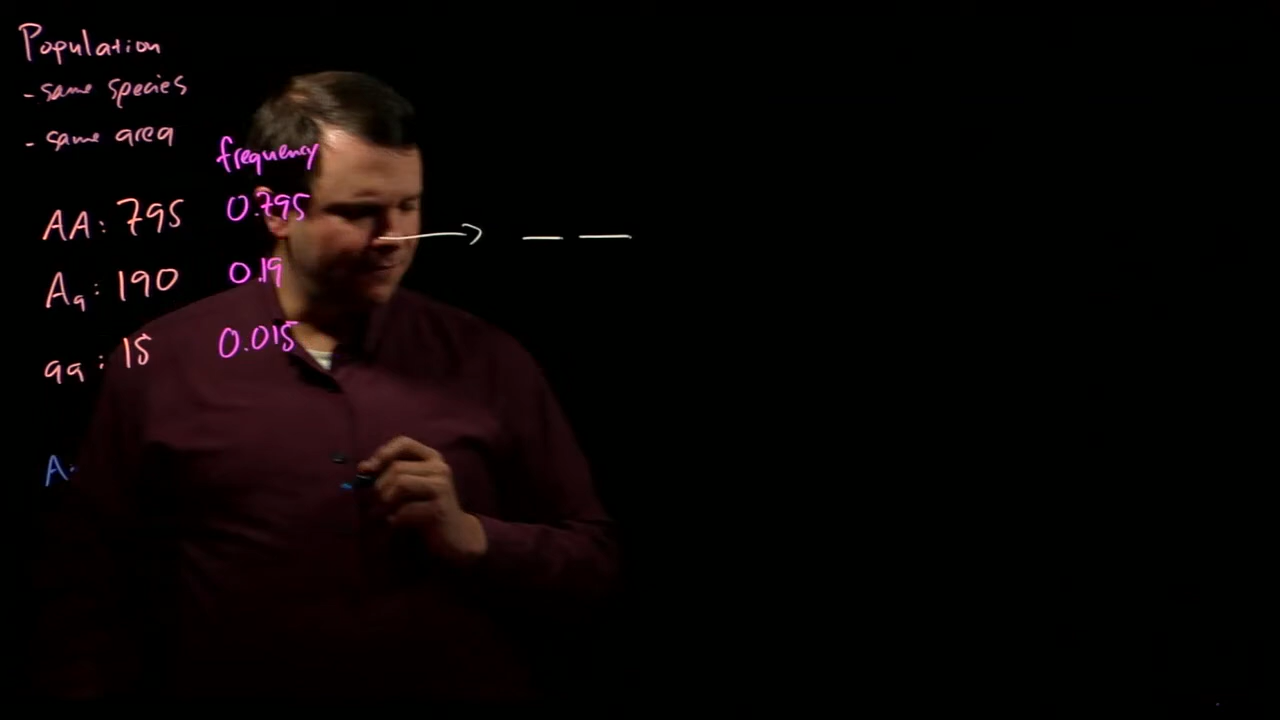 Population
- same species
- same area
frequency
AA: 795 0.795
Aa: 190 0.19
aa: 15 0.015
A: